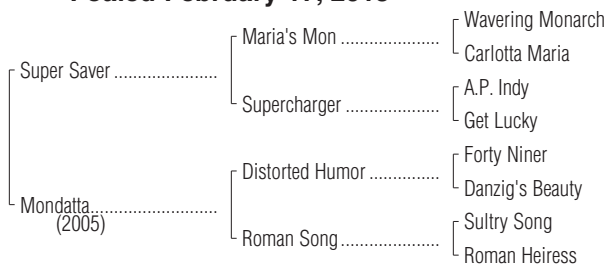 Foaled February
Wavering Monarch
Maria's Mon ......................
Carlotta Maria
Super Saver .......................
A.P. Indy
Supercharger .....................
Get Lucky
Forty Niner
Distorted Humor ...............
Danzig's Beauty
Mondatta............................
(2005)
Sultry Song
Roman Song......................
Roman Heiress